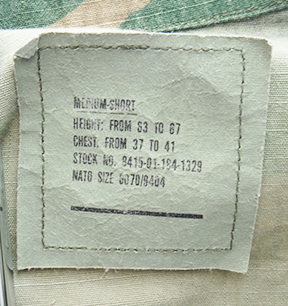 MEDIUM-SHORT
HEIGHT: FROM 63 TO 67
CHEST: FROM 37 TO 41
STOCK NO. 8415-01-184-1329
NATO SIZE 6070/9404